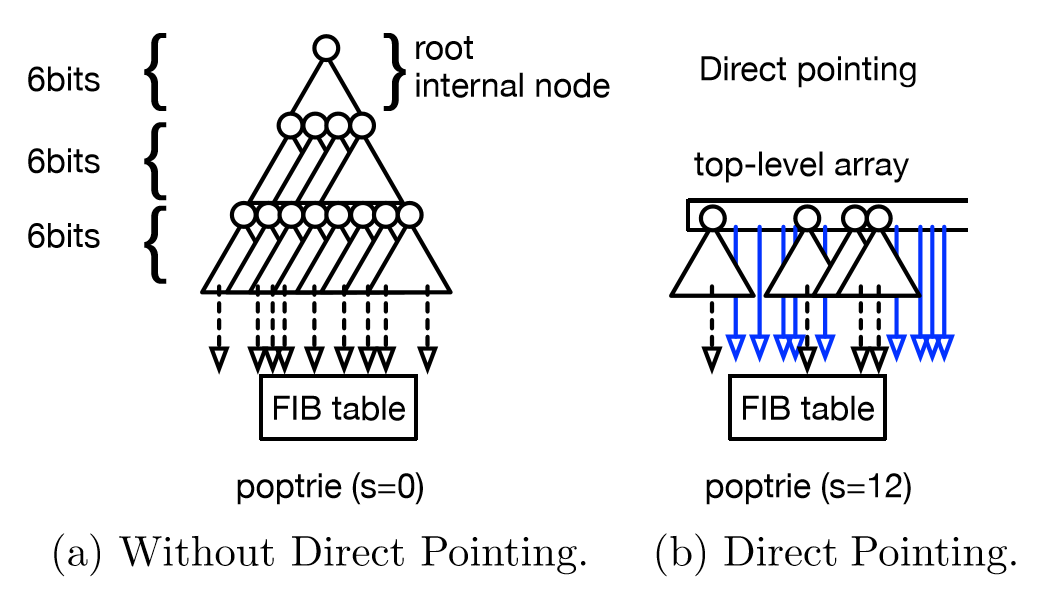 6bits
6bits
6bits
root
internal node
FIB table
poptrie (s=0)
(a) Without Direct Pointing.
Direct pointing
top-level array
FIB table
poptrie (s=12)
(b) Direct Pointing.